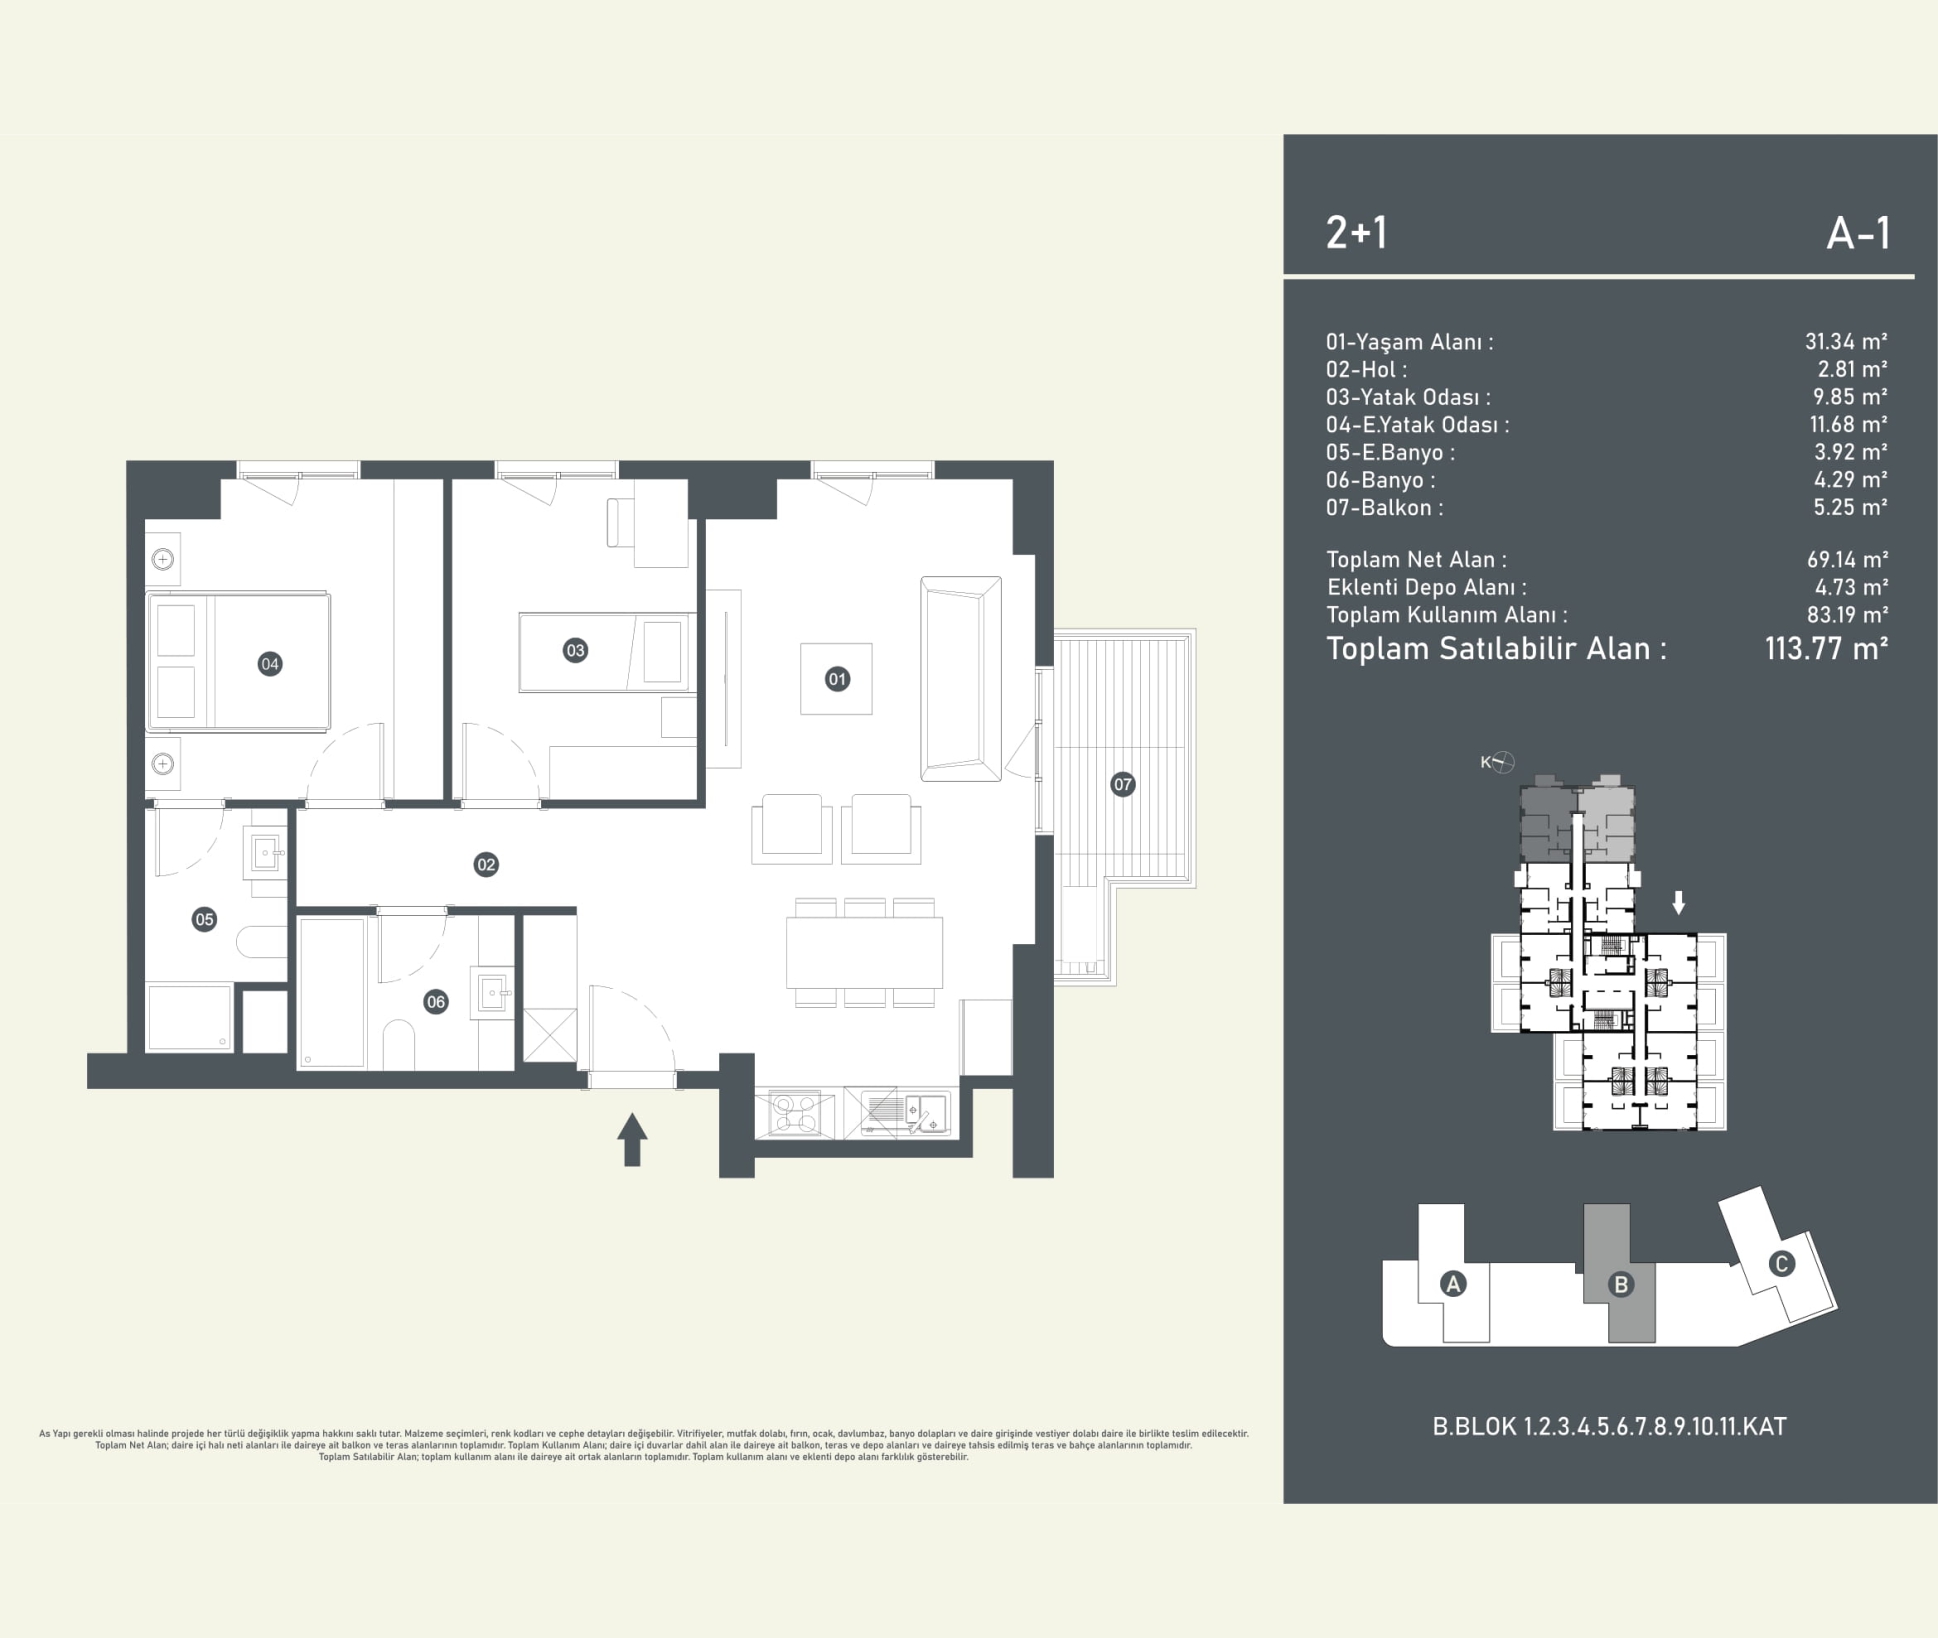 2+1 A-1
01-Yaşam Alanı : 31.34 m²
02-Hol : 2.81 m²
03-Yatak Odası : 9.85 m²
04-E.Yatak Odası : 11.68 m²
05-E.Banyo : 3.92 m²
06-Banyo : 4.29 m²
07-Balkon : 5.25 m²
Toplam Net Alan : 69.14 m²
Eklenti Depo Alanı : 4.73 m²
Toplam Kullanım Alanı : 83.19 m²
Toplam Satılabilir Alan : 113.77 m²
K
A
B
C
B.BLOK 1.2.3.4.5.6.7.8.9.10.11.KAT
04
03
01
07
02
05
06
As Yapı gerekli olması halinde projede her türlü değişiklik yapma hakkını saklı tutar. Malzeme seçimleri, renk kodları ve cephe detayları değişebilir. Vitrifiyeler, mutfak dolabı, fırın, ocak, davlumbaz, banyo dolapları ve daire girişinde vestiyer dolabı daire ile birlikte teslim edilecektir.
Toplam Net Alan; daire içi halı neti alanları ile daireye ait balkon ve teras alanlarının toplamıdır. Toplam Kullanım Alanı; daire içi duvarlar dahil alan ile daireye ait balkon, teras ve depo alanları ve daireye tahsis edilmiş teras ve bahçe alanlarının toplamıdır.
Toplam Satılabilir Alan; toplam kullanım alanı ile daireye ait ortak alanların toplamıdır. Toplam kullanım alanı ve eklenti depo alanı farklılık gösterebilir.